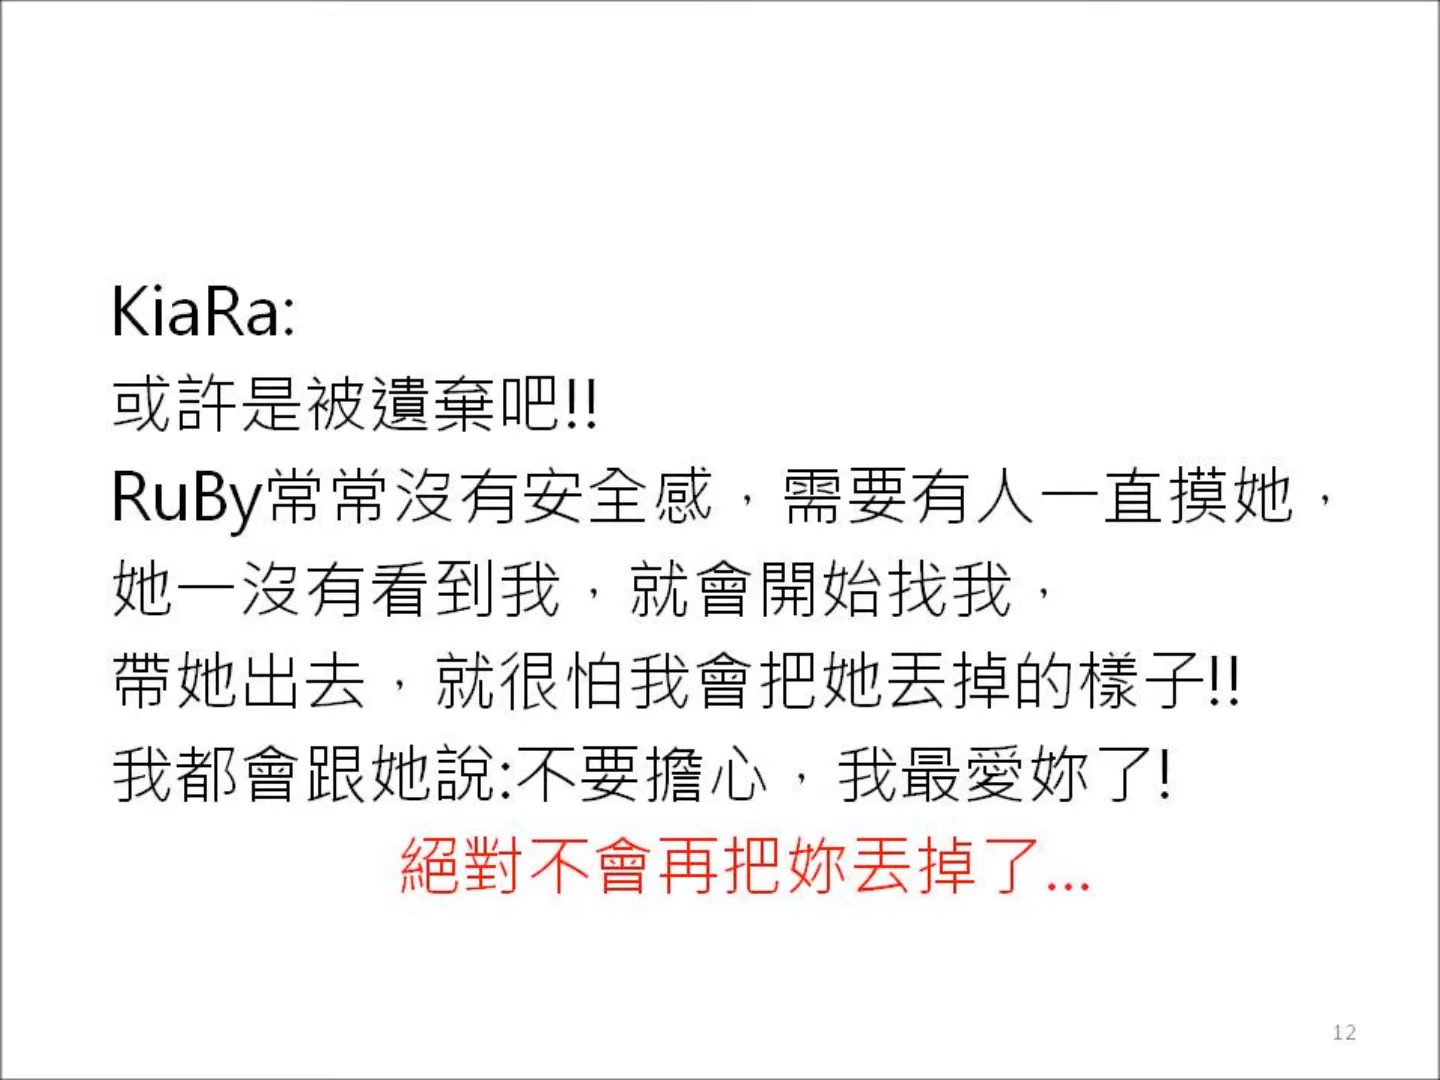 KiaRa:
或許是被遺棄吧!!
RuBy常常沒有安全感，需要有人一直摸她，
她一沒有看到我，就會開始找我，
帶她出去，就很怕我會把她丟掉的樣子!!
我都會跟她說:不要擔心，我最愛妳了!
絕對不會再把妳丟掉了...
12